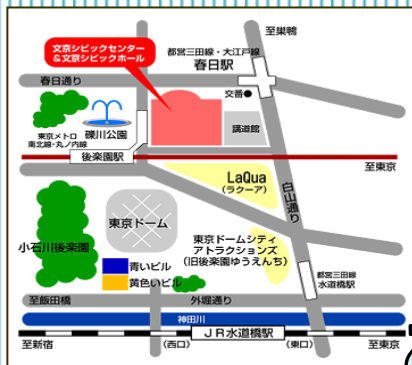 至巣鴨
文京シビックセンター
＆文京シビックホール
都営三田線・大江戸線
春日駅
春日通り
交番●
講道館
礫川公園
東京メトロ
南北線・丸ノ内線
後楽園駅
至東京
LaQua
(ラクーア)
白山通り
東京ドーム
小石川後楽園
東京ドームシティ
アトラクションズ
(旧後楽園ゆうえんち)
青いビル
黄色いビル
都営三田線
水道橋駅
至飯田橋
外堀通り
神田川
JR水道橋駅
至新宿
(西口)
(東口)
至東京